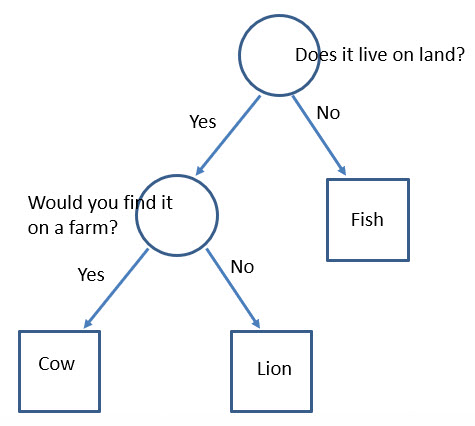 Does it live on land?
Yes
No
Would you find it
on a farm?
Fish
Yes
No
Cow
Lion